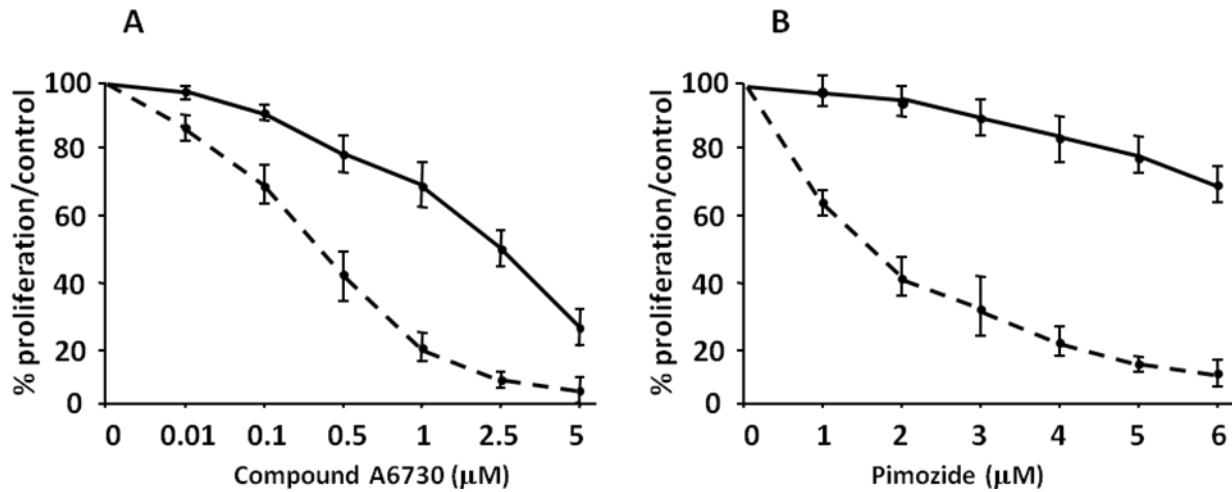 A
% proliferation/control
100
80
60
40
20
0
0 0.01 0.1 0.5 1 2.5 5
Compound A6730 (μM)
B
% proliferation/control
100
80
60
40
20
0
0 1 2 3 4 5 6
Pimozide (μM)